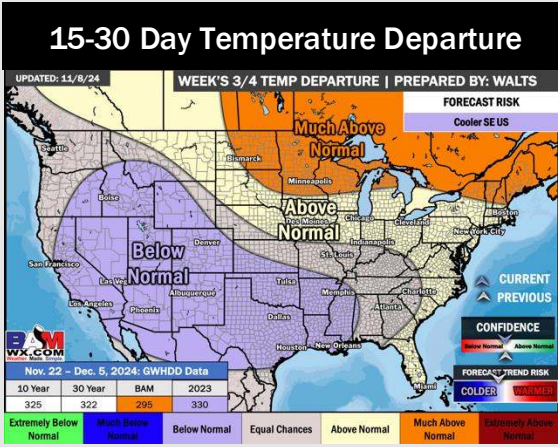 15-30 Day Temperature Departure
UPDATED: 11/8/24
WEEK'S 3/4 TEMP DEPARTURE | PREPARED BY: WALTS
FORECAST RISK
Cooler SE US
Much Above
Normal
Seattle
Bismarck
Minneapolis
Boise
Above
Normal
Des Moines
Chicago
Cleveland
Boston
New York City
Indianapolis
Denver
St. Louis
Below
Normal
San Francisco
Las Vegas
Los Angeles
Phoenix
Albuquerque
Tulsa
Memphis
Charlotte
Atlanta
Dallas
Houston
New Orleans
Miami
CURRENT
PREVIOUS
CONFIDENCE
Below Normal
Above Normal
FORECAST TREND RISK
COLDER
WARMER
BAM
WX.COM
Weather Made Simple.
Nov. 22 – Dec. 5, 2024: GWHDD Data
10 Year 30 Year BAM 2023
325 322 295 330
Extremely Below
Normal
Much Below
Normal
Below Normal
Equal Chances
Above Normal
Much Above
Normal
Extremely Above
Normal